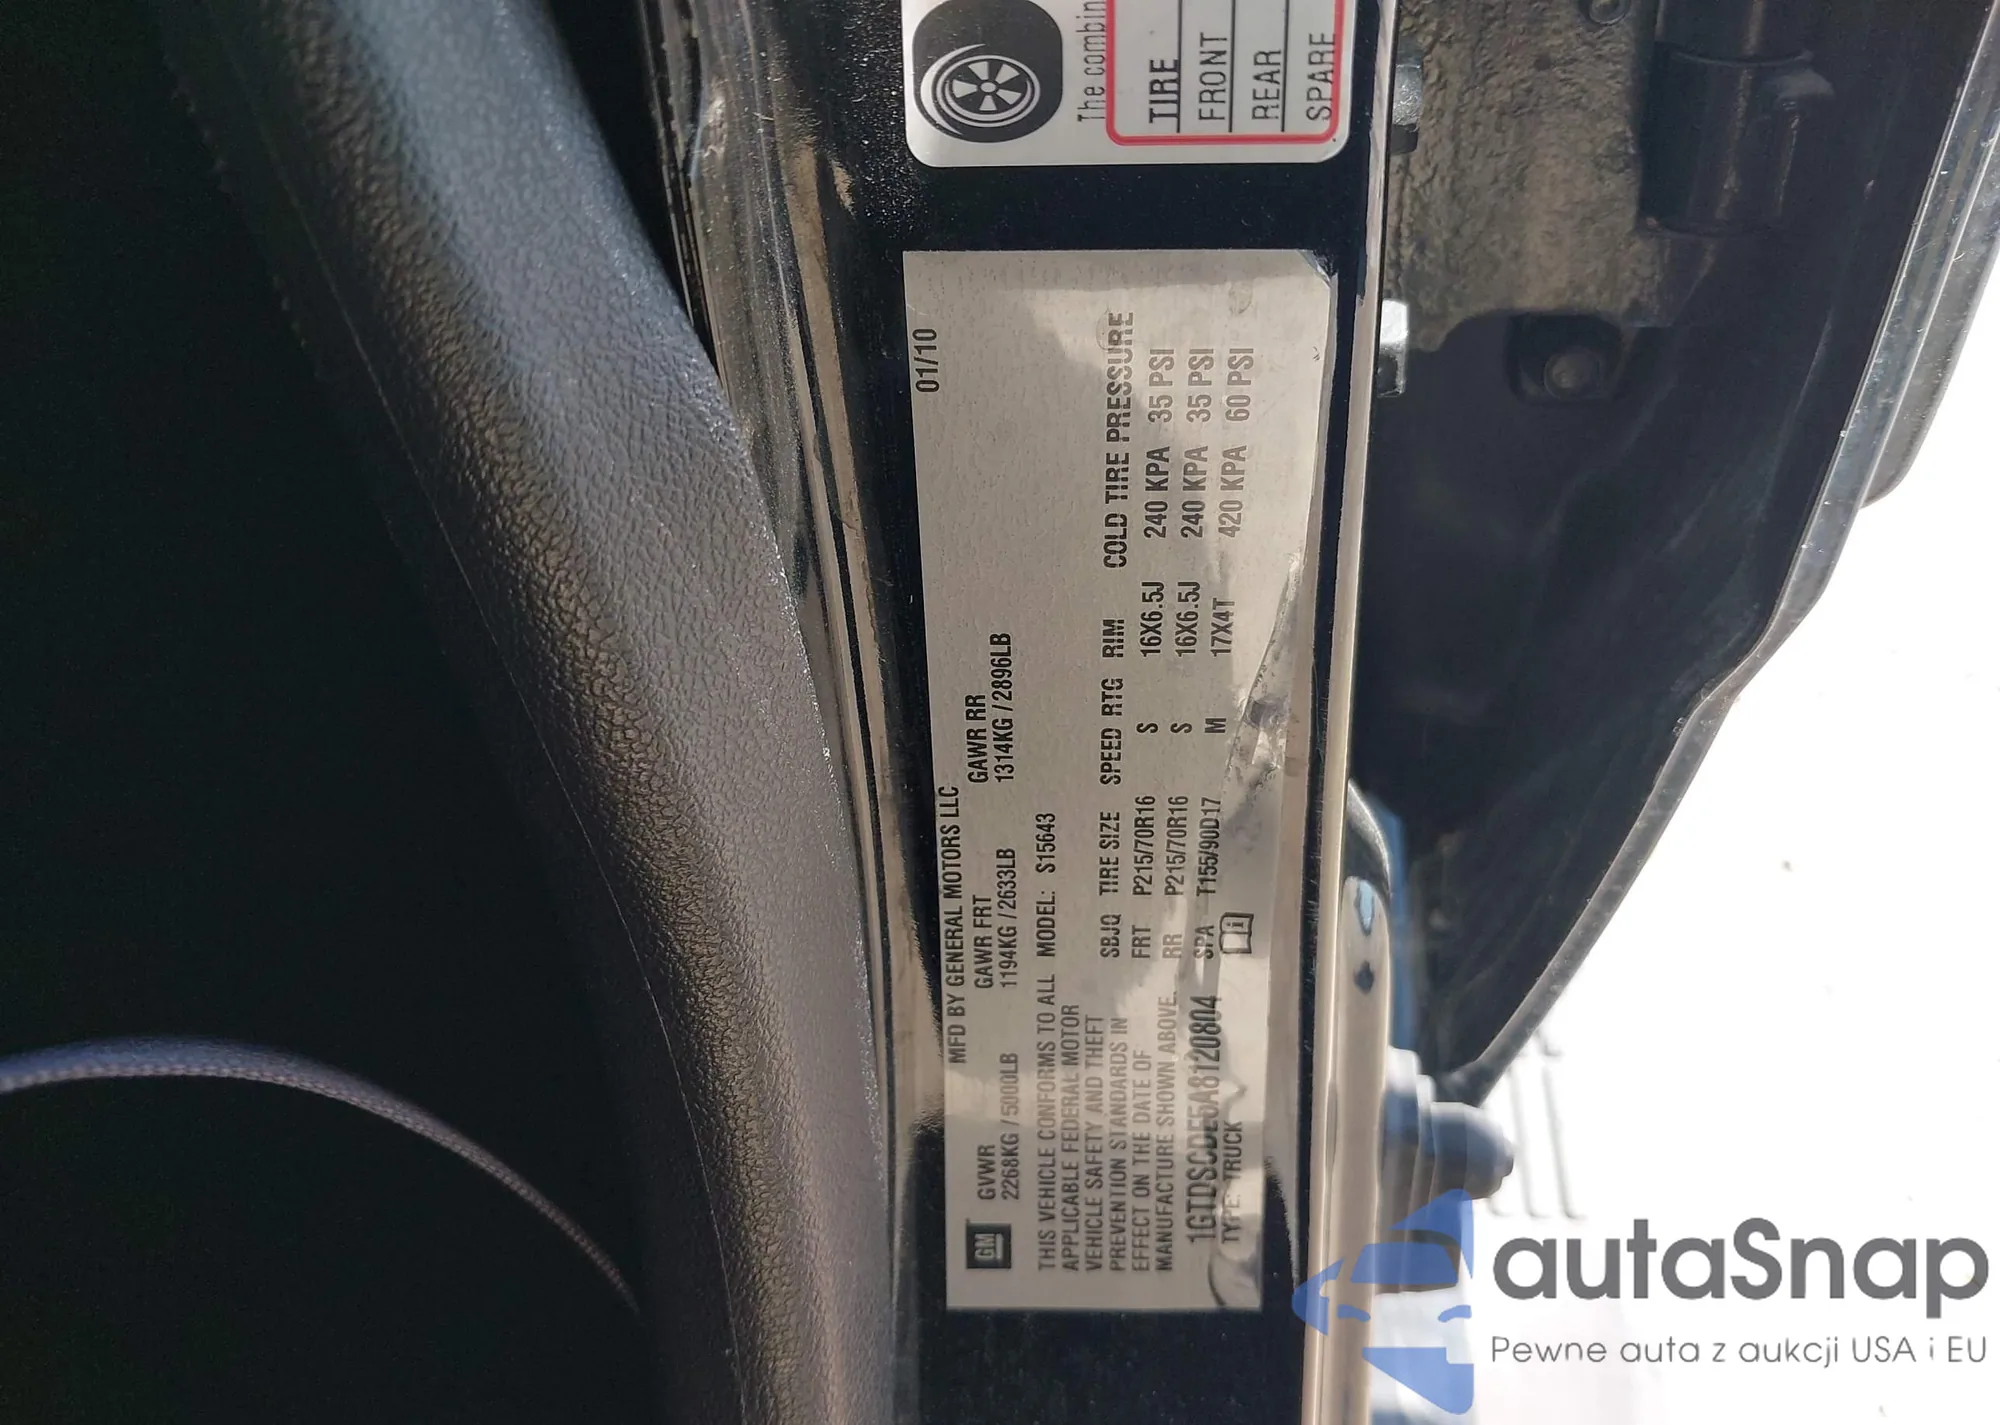 The combin
TIRE
FRONT
REAR
SPARE
MFD BY GENERAL MOTORS LLC 01/10
GM
GVWR GAWR FRT GAWR RR
2268KG / 5000LB 1194KG / 2633LB 1314KG / 2896LB
THIS VEHICLE CONFORMS TO ALL MODEL: S15643
APPLICABLE FEDERAL MOTOR
VEHICLE SAFETY AND THEFT
PREVENTION STANDARDS IN
EFFECT ON THE DATE OF
MANUFACTURE SHOWN ABOVE.
SBJQ TIRE SIZE SPEED RTG RIM COLD TIRE PRESSURE
FRT P215/70R16 S 16X6.5J 240 KPA 35 PSI
RR P215/70R16 S 16X6.5J 240 KPA 35 PSI
SPA T155/90D17 M 17X4T 420 KPA 60 PSI
1GTDSCDE5A8120804
TYPE: TRUCK
autaSnap
Pewne auta z aukcji USA i EU